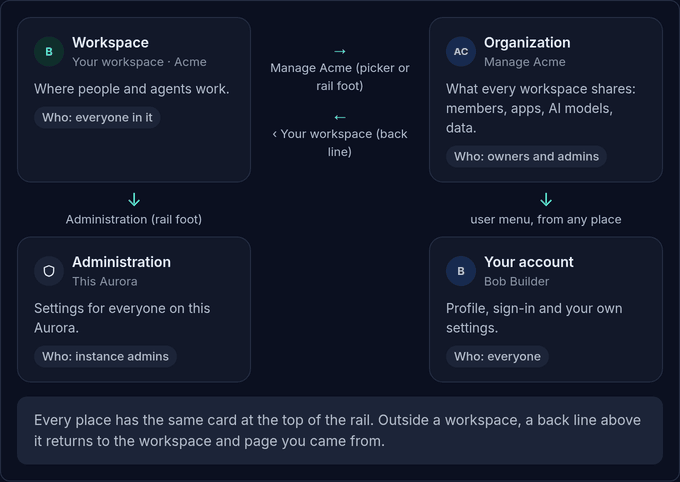 B
Workspace
Your workspace · Acme
Where people and agents work.
Who: everyone in it
→
Manage Acme (picker or
rail foot)
←
‹ Your workspace (back
line)
AC
Organization
Manage Acme
What every workspace shares:
members, apps, AI models,
data.
Who: owners and admins
↓
Administration (rail foot)
↓
user menu, from any place
Administration
This Aurora
Settings for everyone on this
Aurora.
Who: instance admins
B
Your account
Bob Builder
Profile, sign-in and your own
settings.
Who: everyone
Every place has the same card at the top of the rail. Outside a workspace, a back line above
it returns to the workspace and page you came from.